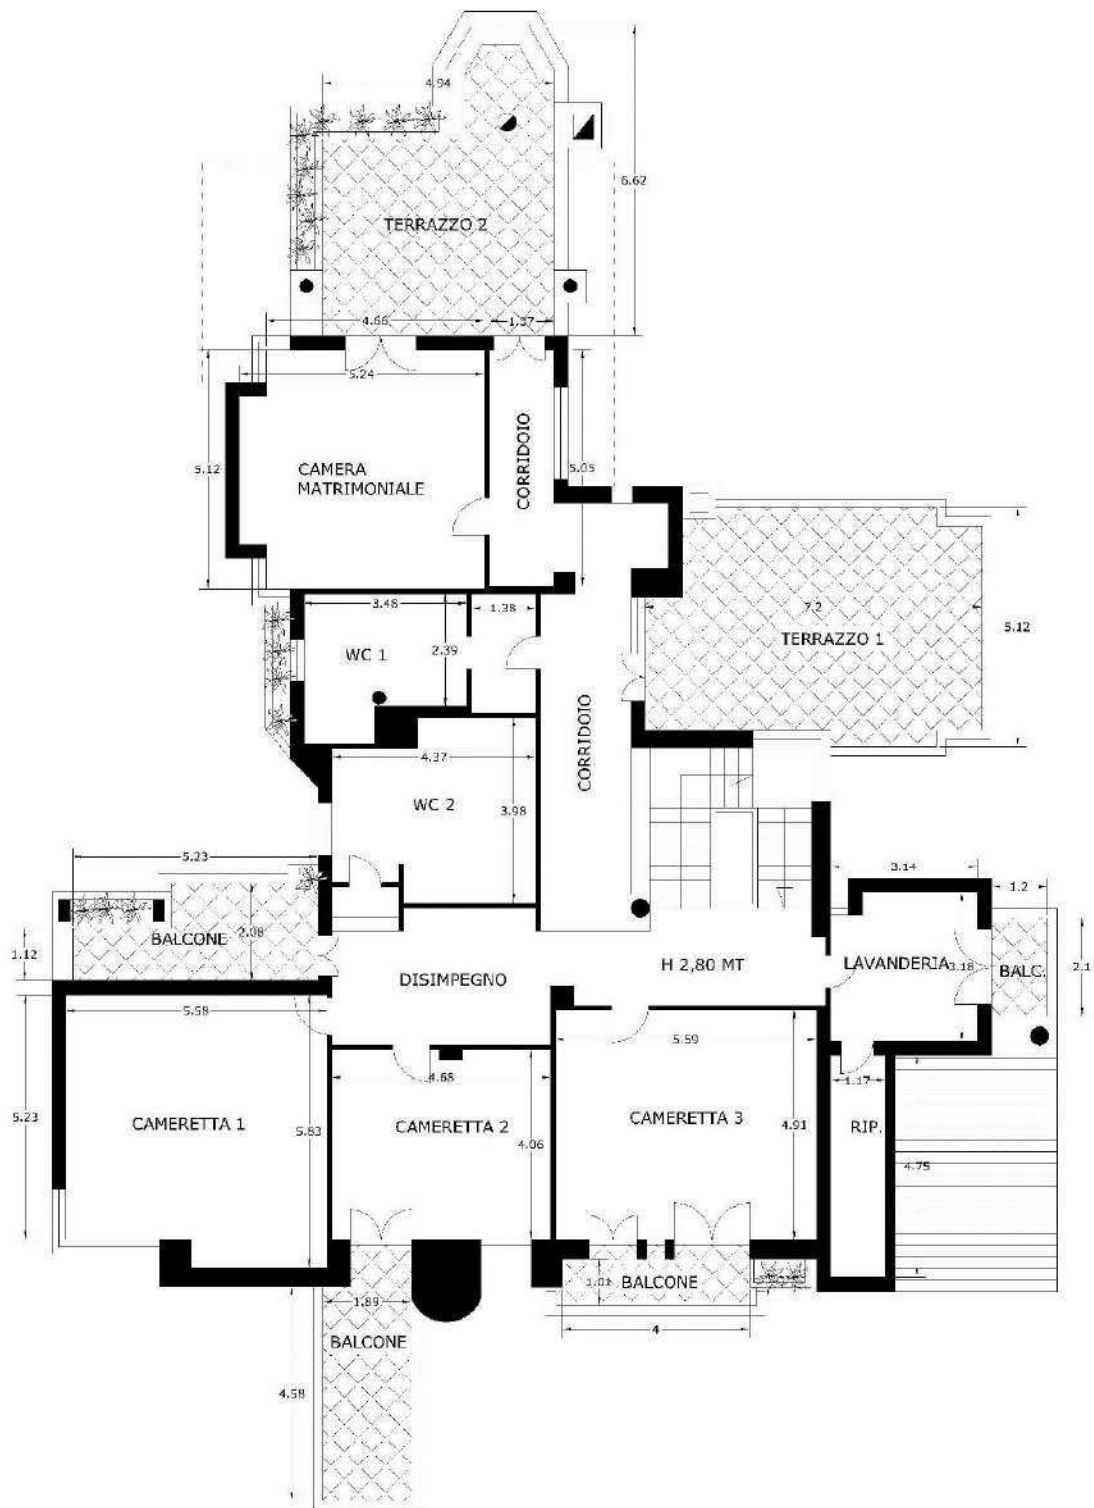 4.94
6.62
TERRAZZO 2
4.66
1.37
5.24
5.12
CAMERA
MATRIMONIALE
CORRIDOIO
5.05
3.48
1.38
7.2
TERRAZZO 1
5.12
WC 1
2.39
CORRIDOIO
4.37
WC 2
3.98
5.23
3.14
1.2
2.08
BALCONE
1.12
DISIMPEGNO
H 2,80 MT
LAVANDERIA
3.18
BALC.
2.1
5.58
5.59
4.68
1.17
5.23
CAMERETTA 1
5.83
CAMERETTA 2
4.06
CAMERETTA 3
4.91
RIP.
4.75
1.01
BALCONE
1.89
4
BALCONE
4.58